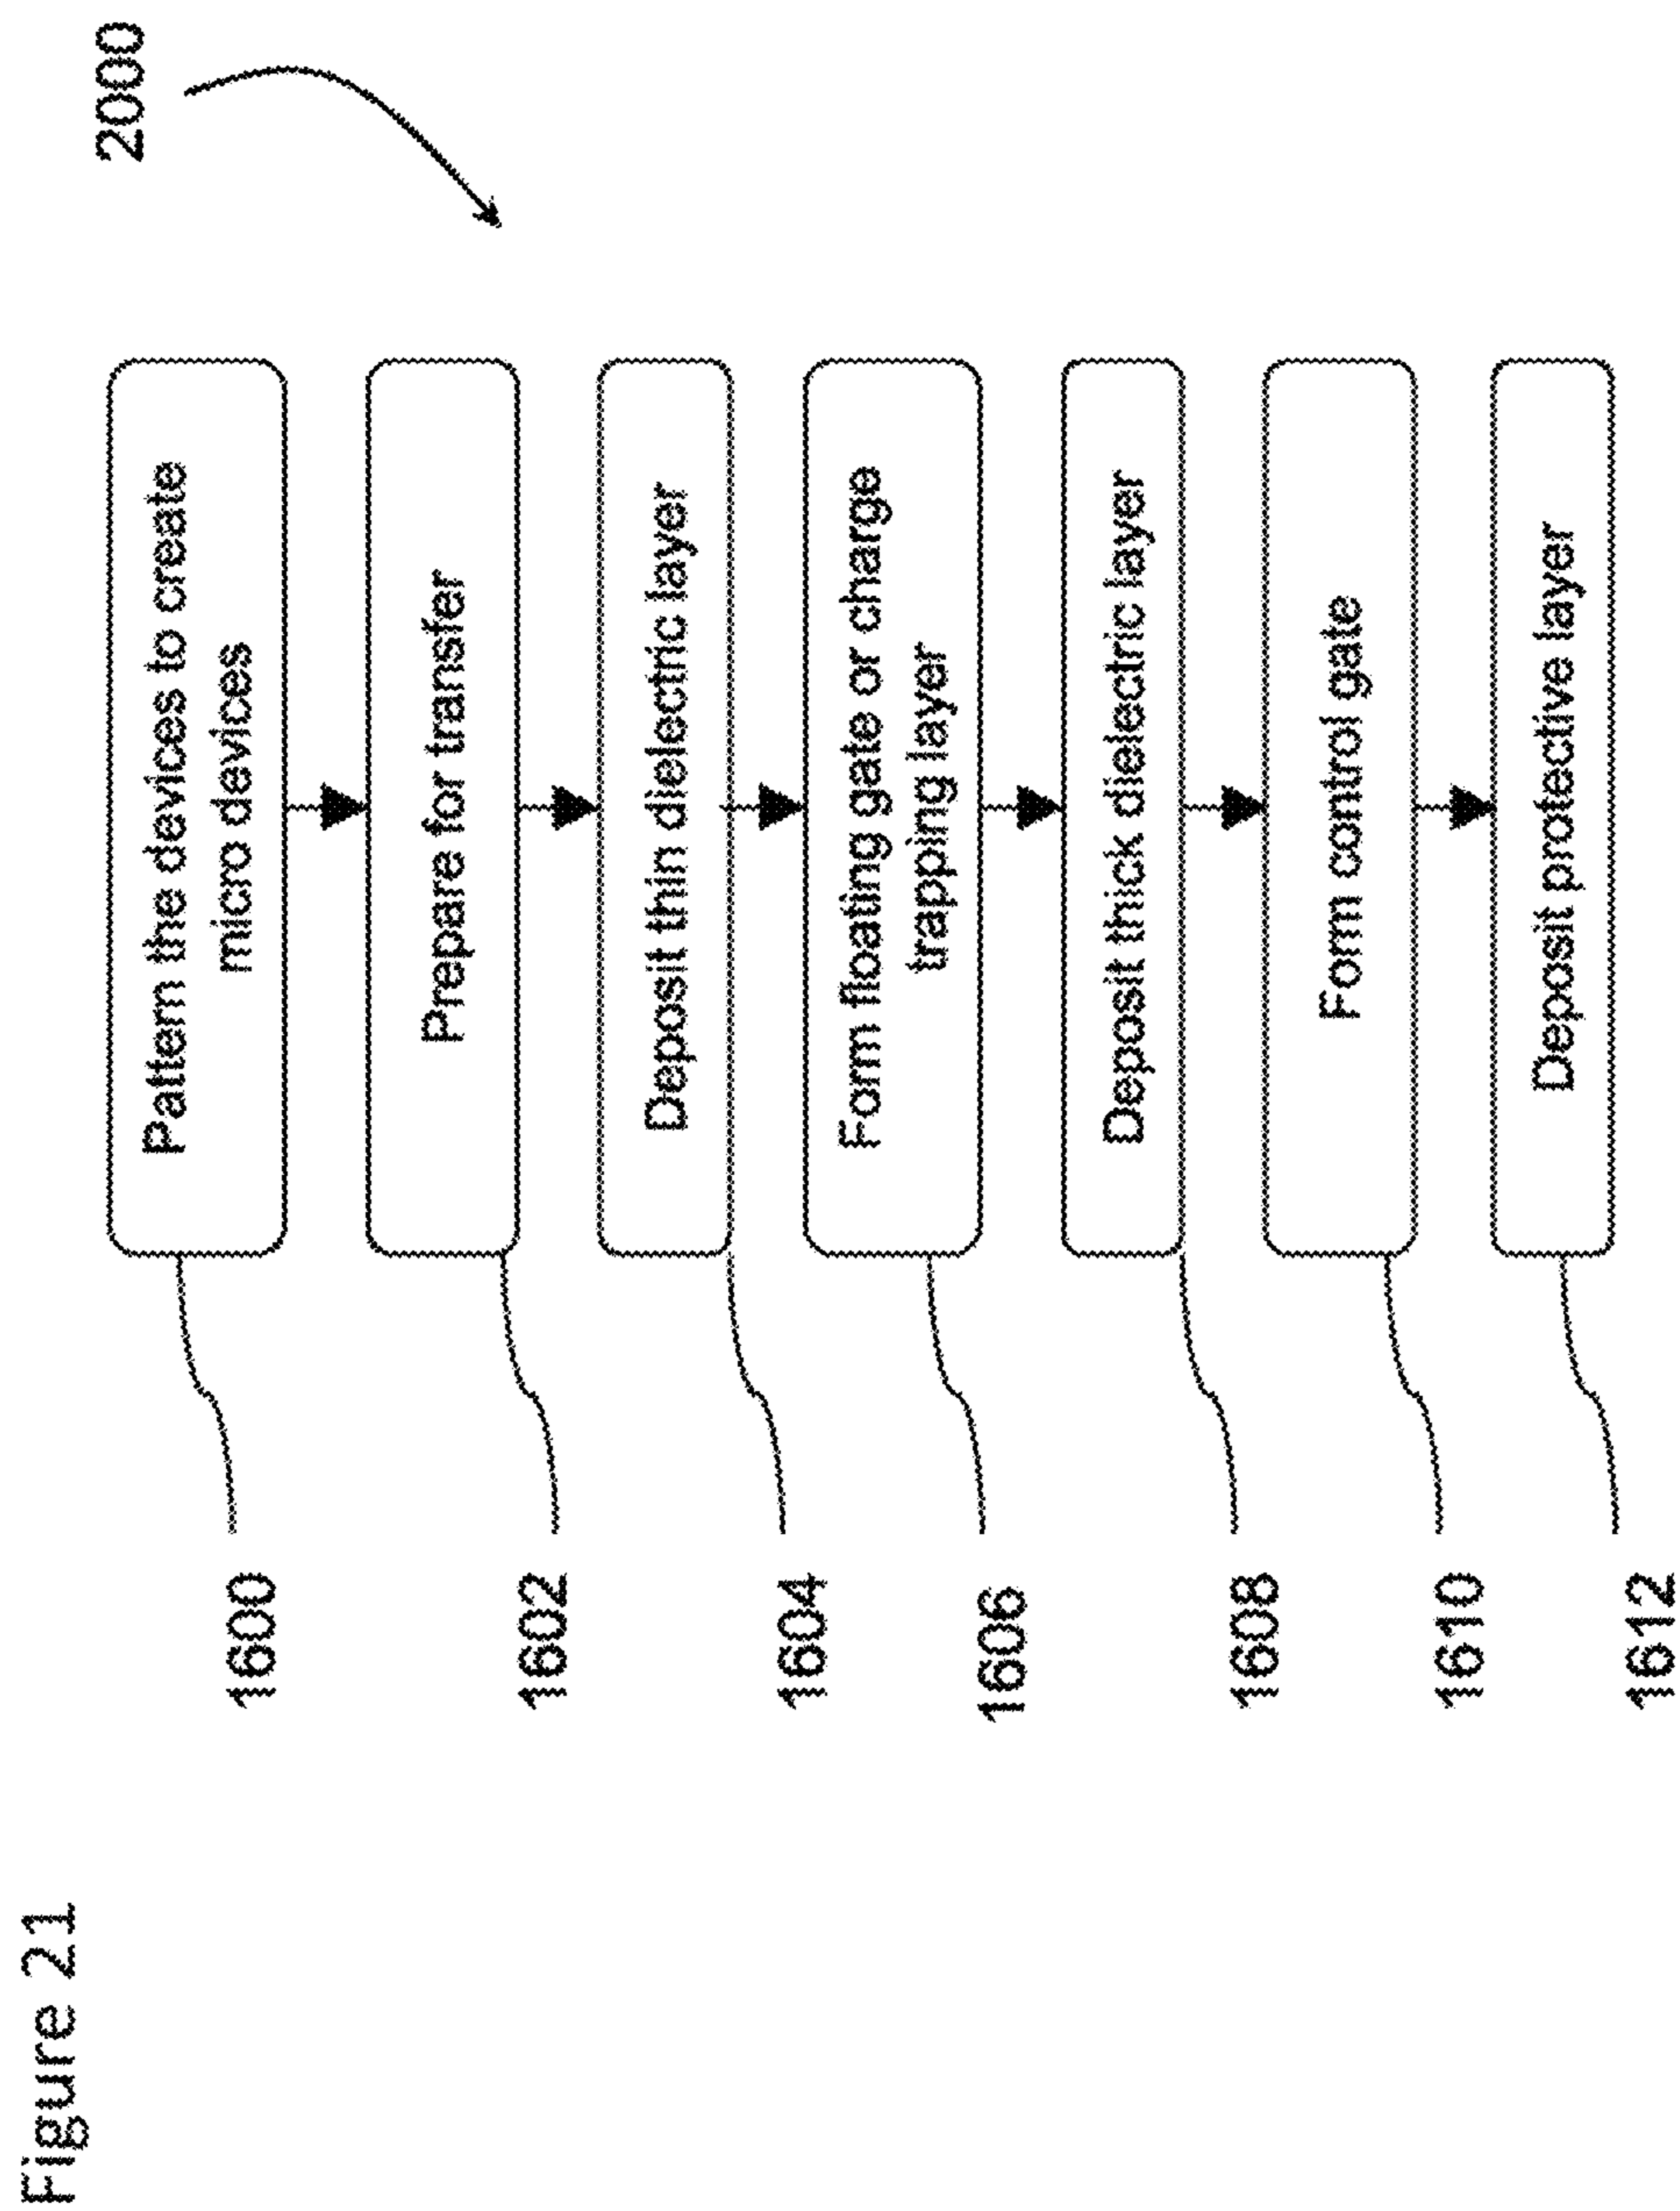 Figure 21
2000
1600
Pattern the devices to create
micro devices
1602
Prepare for transfer
1604
Deposit thin dielectric layer
1606
Form floating gate or charge
trapping layer
1608
Deposit thick dielectric layer
1610
Form control gate
1612
Deposit protective layer